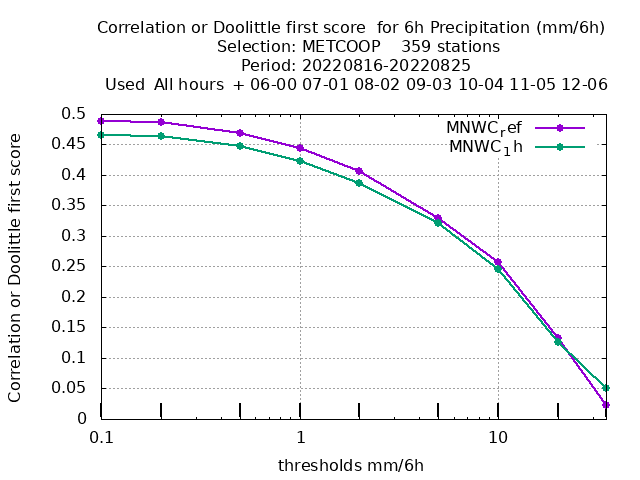 Correlation or Doolittle first score  for 6h Precipitation (mm/6h)
Selection: METCOOP    359 stations
Period: 20220816-20220825
Used  All hours  + 06-00 07-01 08-02 09-03 10-04 11-05 12-06
Correlation or Doolittle first score
0.5
0.45
0.4
0.35
0.3
0.25
0.2
0.15
0.1
0.05
0
MNWCref
MNWC1h
0.1 1 10
thresholds mm/6h